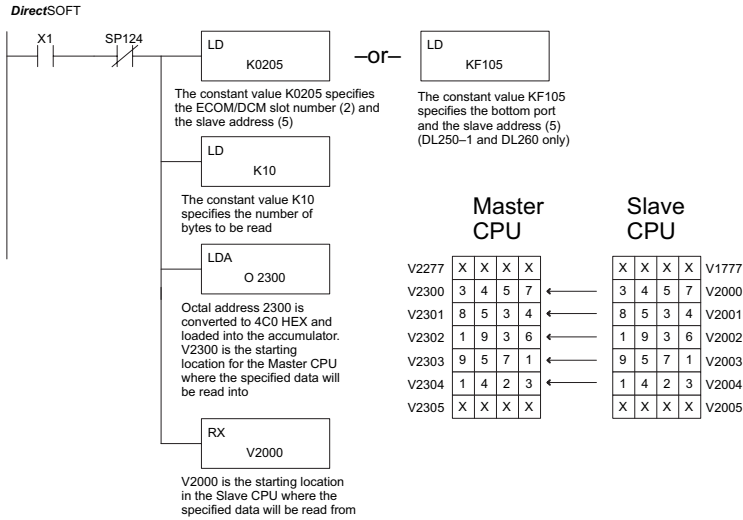 DirectSOFT
X1
SP124
LD
K0205
–or–
LD
KF105
The constant value K0205 specifies
the ECOM/DCM slot number (2) and
the slave address (5)
The constant value KF105
specifies the bottom port
and the slave address (5)
(DL250–1 and DL260 only)
LD
K10
The constant value K10
specifies the number of
bytes to be read
LDA
O 2300
Octal address 2300 is
converted to 4C0 HEX and
loaded into the accumulator.
V2300 is the starting
location for the Master CPU
where the specified data will
be read into
RX
V2000
V2000 is the starting location
in the Slave CPU where the
specified data will be read from
Master
CPU
Slave
CPU
V2277 X X X X X X X X V1777
V2300 3 4 5 7 3 4 5 7 V2000
V2301 8 5 3 4 8 5 3 4 V2001
V2302 1 9 3 6 1 9 3 6 V2002
V2303 9 5 7 1 9 5 7 1 V2003
V2304 1 4 2 3 1 4 2 3 V2004
V2305 X X X X X X X X V2005